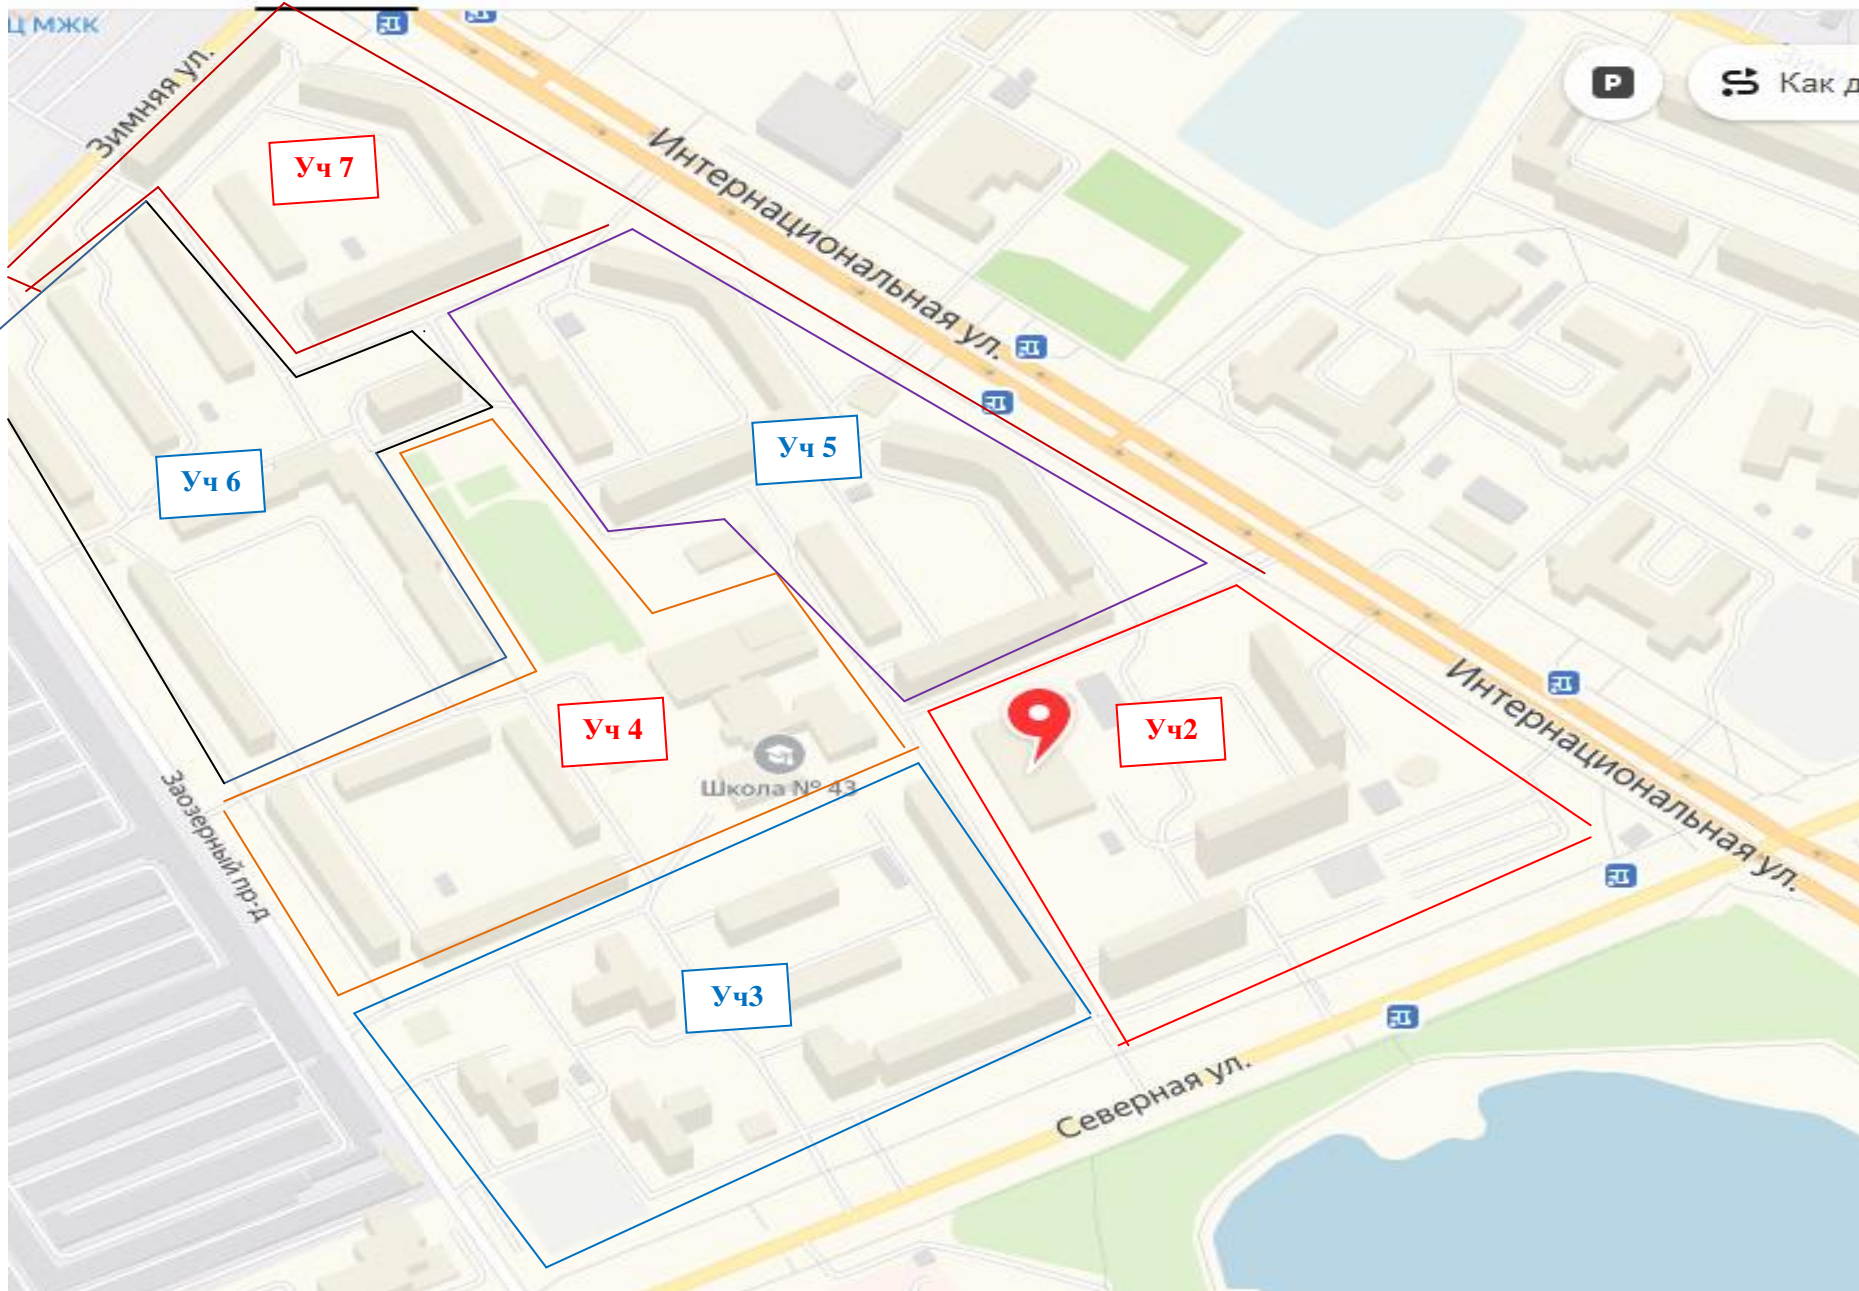 Ц МЖК
Зимняя ул.
P
Как д
Уч 7
Интернациональная ул.
Уч 5
Уч 6
Уч 4
Уч2
Школа № 43
Интернациональная ул.
Заозерный пр-д
Уч3
Северная ул.